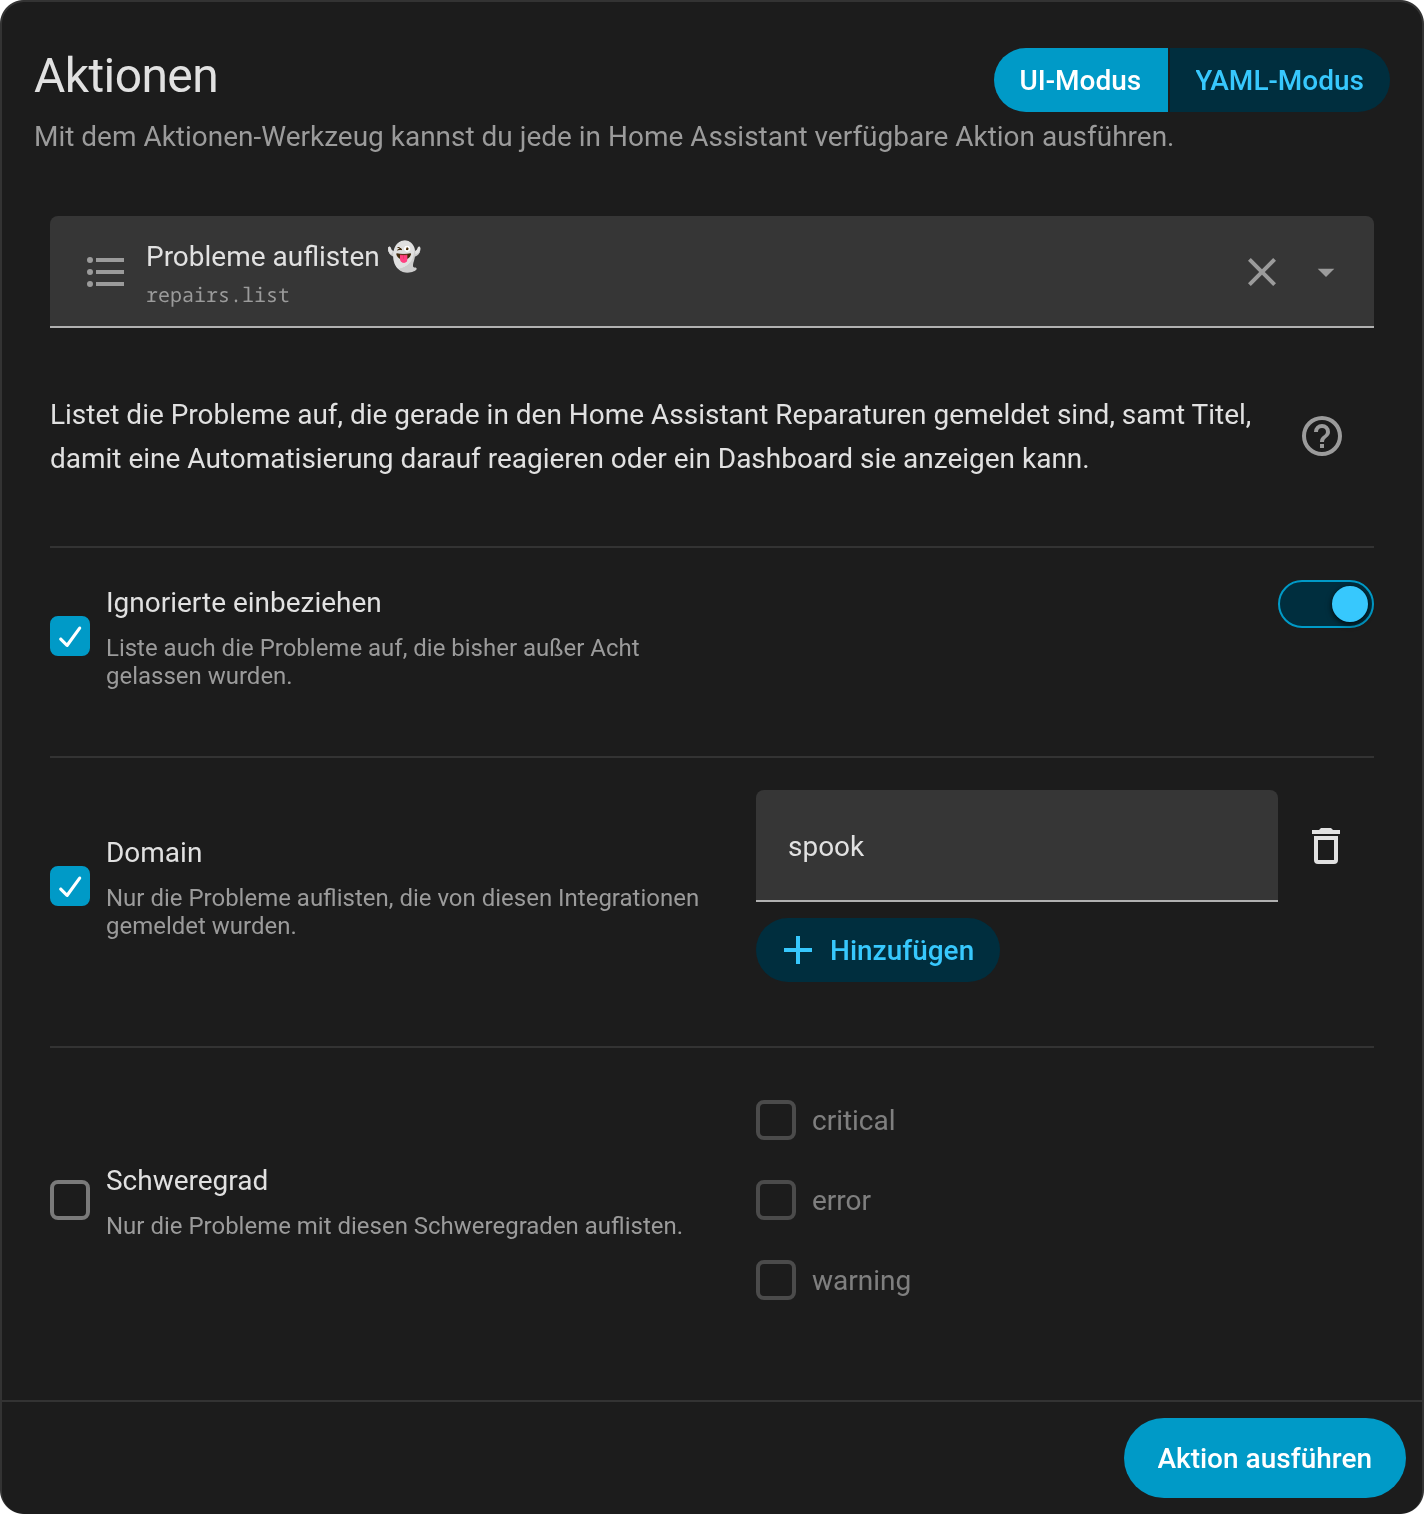 Aktionen
UI-Modus
YAML-Modus
Mit dem Aktionen-Werkzeug kannst du jede in Home Assistant verfügbare Aktion ausführen.
Probleme auflisten 👻
repairs.list
Listet die Probleme auf, die gerade in den Home Assistant Reparaturen gemeldet sind, samt Titel,
damit eine Automatisierung darauf reagieren oder ein Dashboard sie anzeigen kann.
Ignorierte einbeziehen
Liste auch die Probleme auf, die bisher außer Acht
gelassen wurden.
Domain
Nur die Probleme auflisten, die von diesen Integrationen
gemeldet wurden.
spook
Hinzufügen
Schweregrad
Nur die Probleme mit diesen Schweregraden auflisten.
critical
error
warning
Aktion ausführen